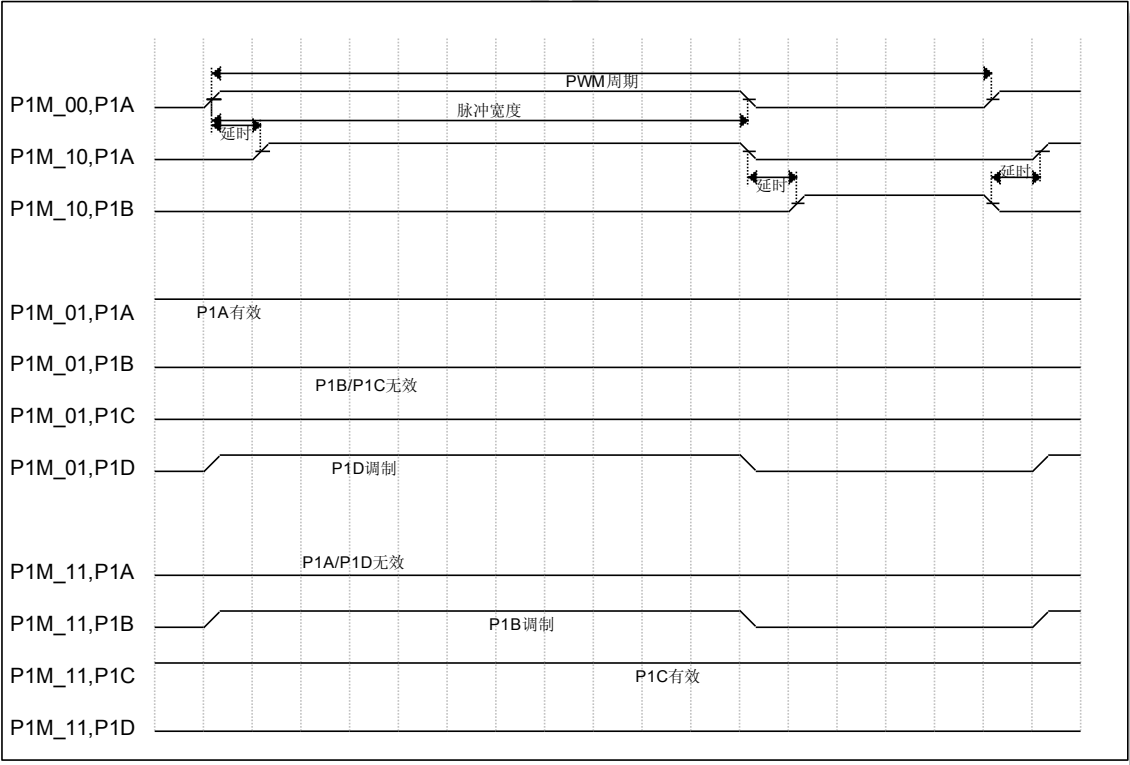 PWM周期
P1M_00,P1A
脉冲宽度
延时
P1M_10,P1A
延时
延时
P1M_10,P1B
P1M_01,P1A
P1A有效
P1M_01,P1B
P1B/P1C无效
P1M_01,P1C
P1M_01,P1D
P1D调制
P1A/P1D无效
P1M_11,P1A
P1M_11,P1B
P1B调制
P1M_11,P1C
P1C有效
P1M_11,P1D